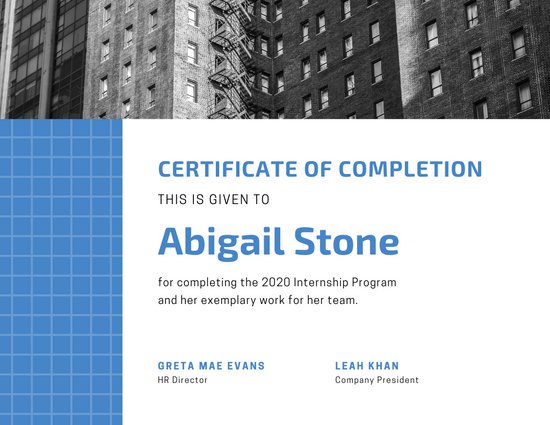 CERTIFICATE OF COMPLETION
THIS IS GIVEN TO
Abigail Stone
for completing the 2020 Internship Program
and her exemplary work for her team.
GRETA MAE EVANS
LEAH KHAN
HR Director
Company President